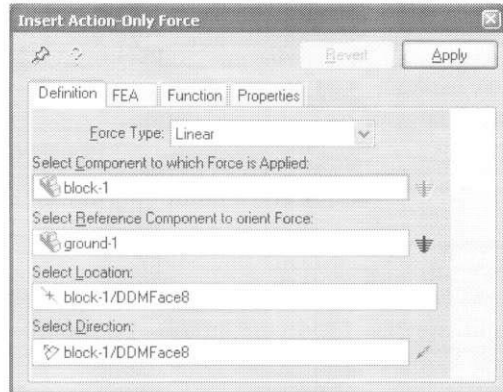 Insert Action-Only Force
Revert Apply
Definition FEA Function Properties
Force Type: Linear
Select Component to which Force is Applied:
block-1
Select Reference Component to orient Force:
ground-1
Select Location:
block-1/DDMFace8
Select Direction:
block-1/DDMFace8